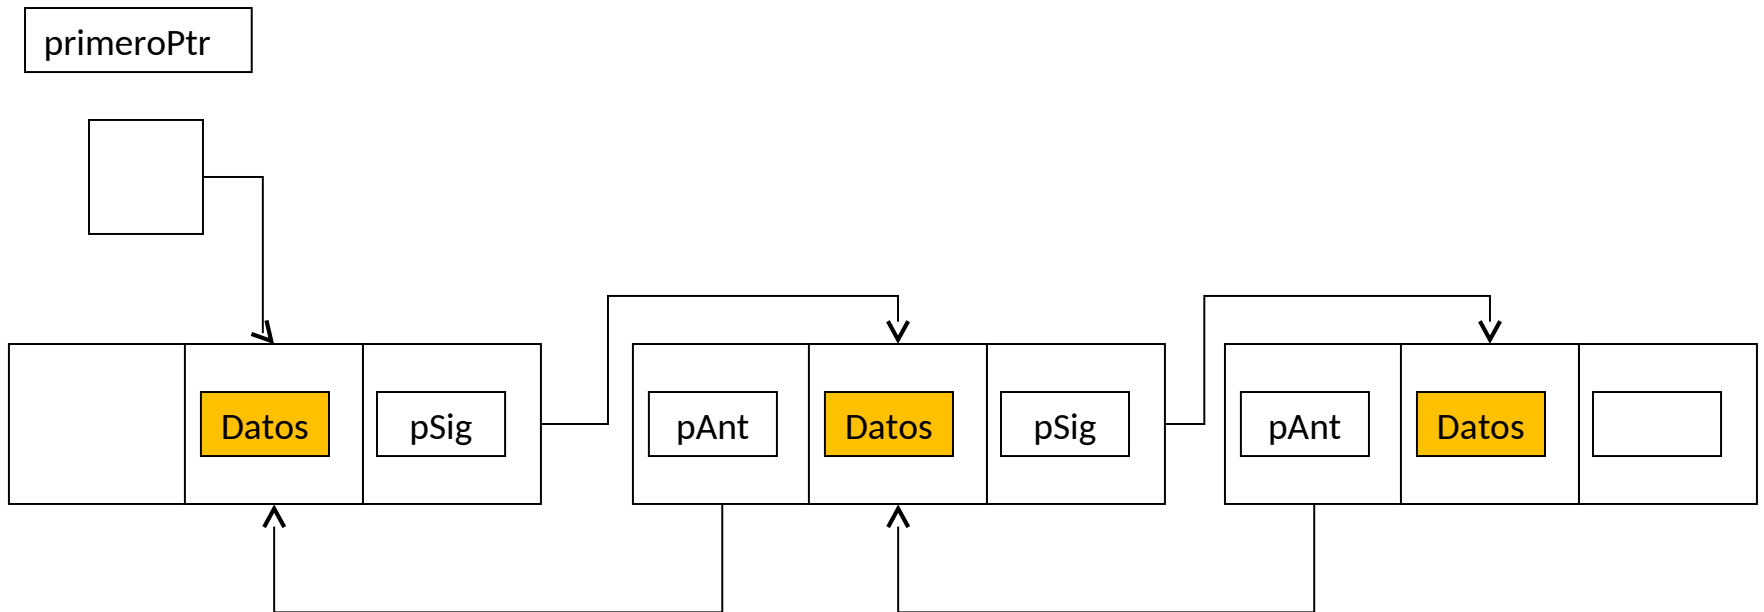 primeroPtr
Datos
pSig
pAnt
Datos
pSig
pAnt
Datos